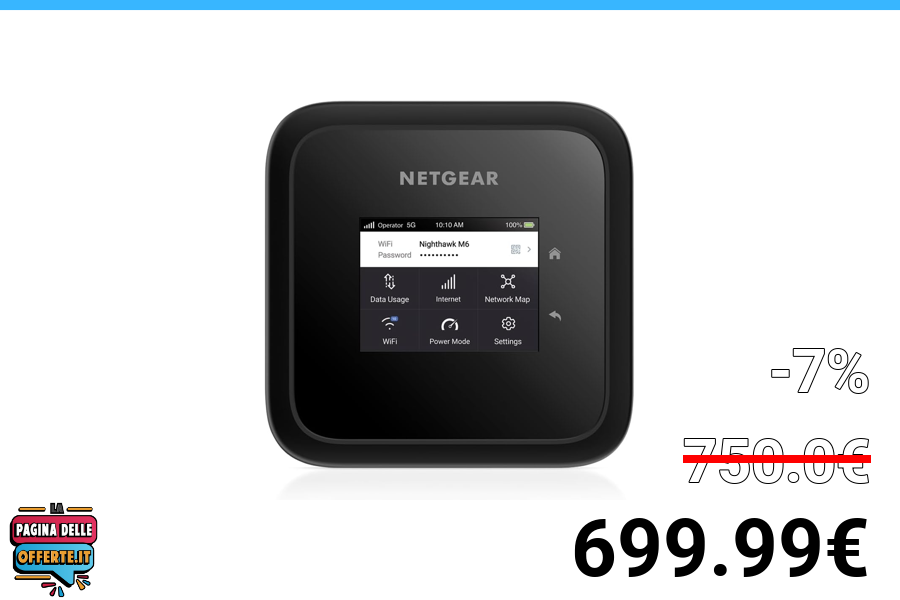 NETGEAR
Operator 5G 10:10 AM 100%
WiFi Nighthawk M6
Password ••••••••••
Data Usage Internet Network Map
WiFi Power Mode Settings
-7%
750.0€
699.99€
LA
PAGINA DELLE
OFFERTE.IT